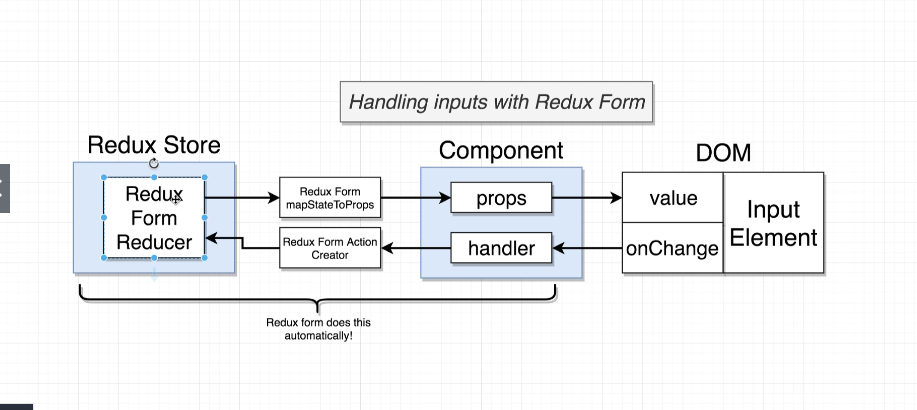 Handling inputs with Redux Form
Redux Store
Component
DOM
Redux
Form
Reducer
Redux Form
mapStateToProps
props
value
Input
Element
Redux Form Action
Creator
handler
onChange
Redux form does this
automatically!